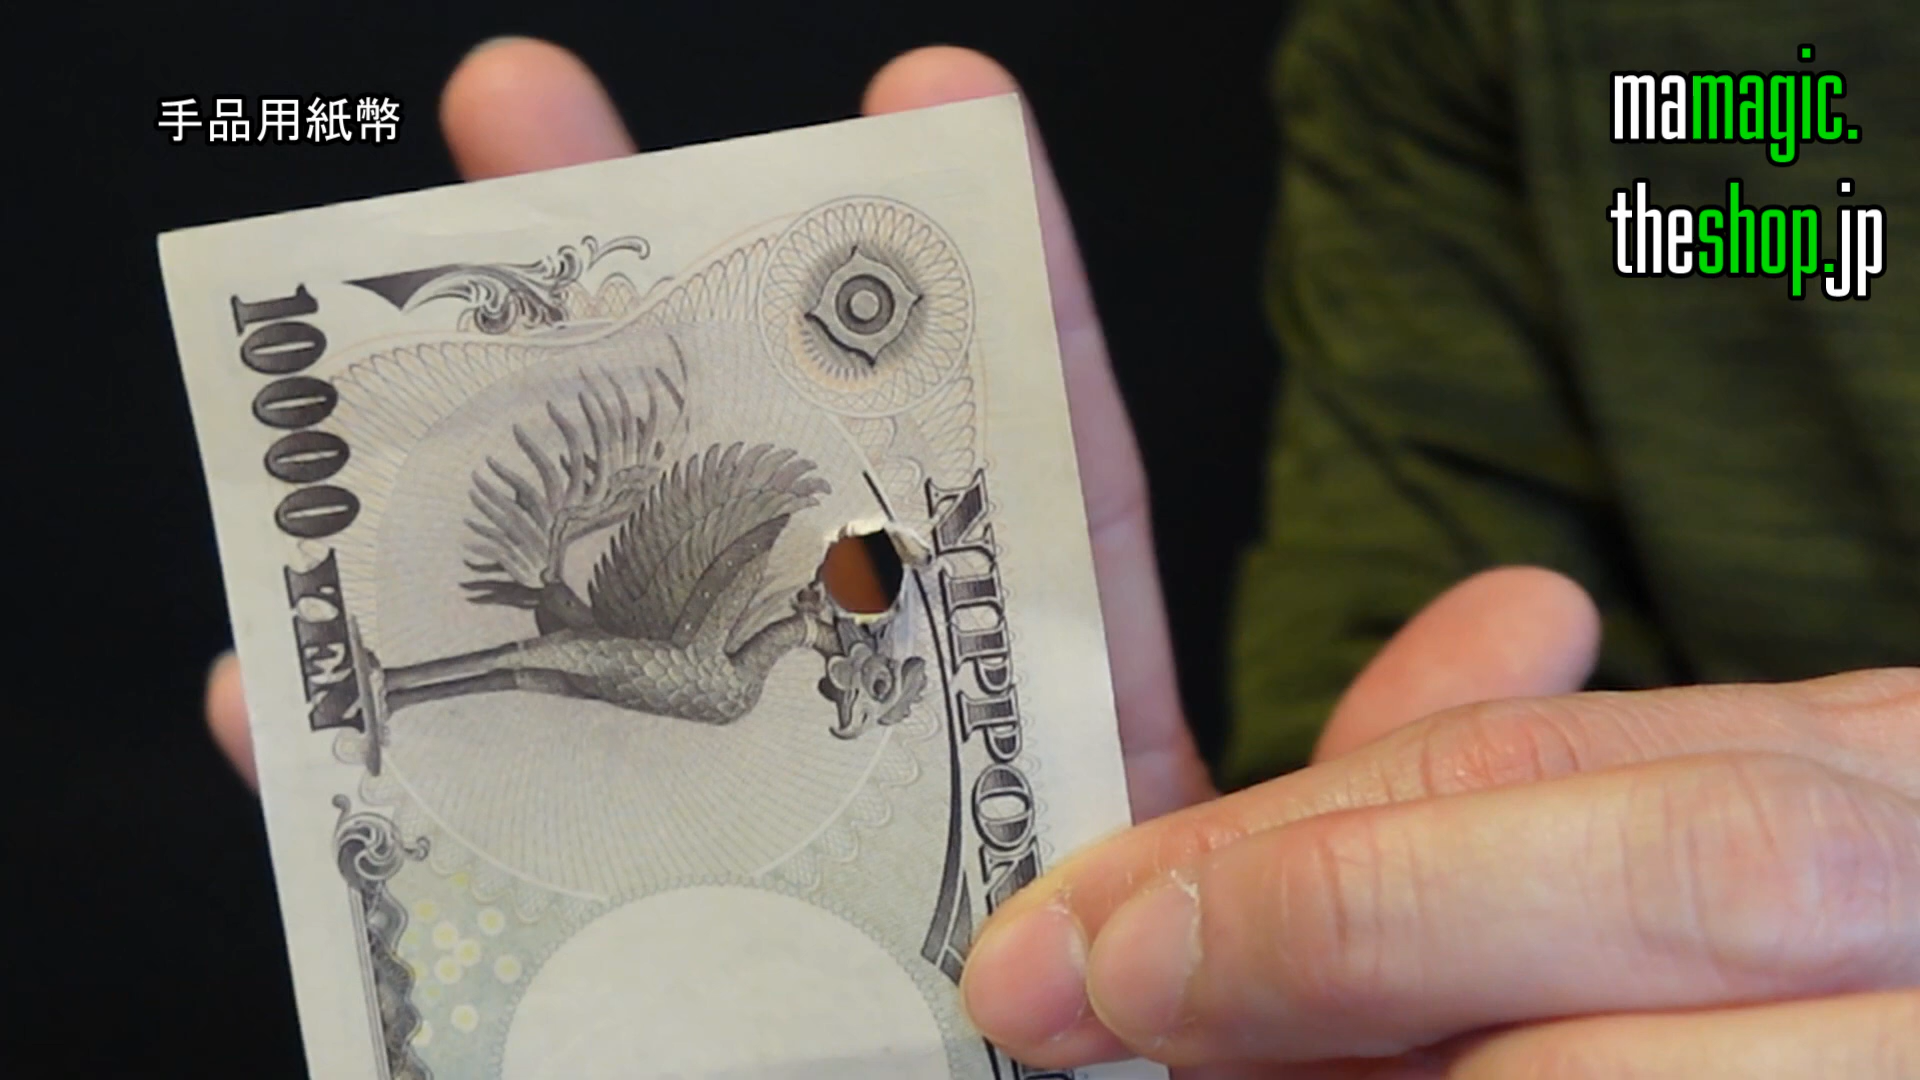 手品用紙幣
mamagic.
theshop.jp
10000 YEN
NIPPON